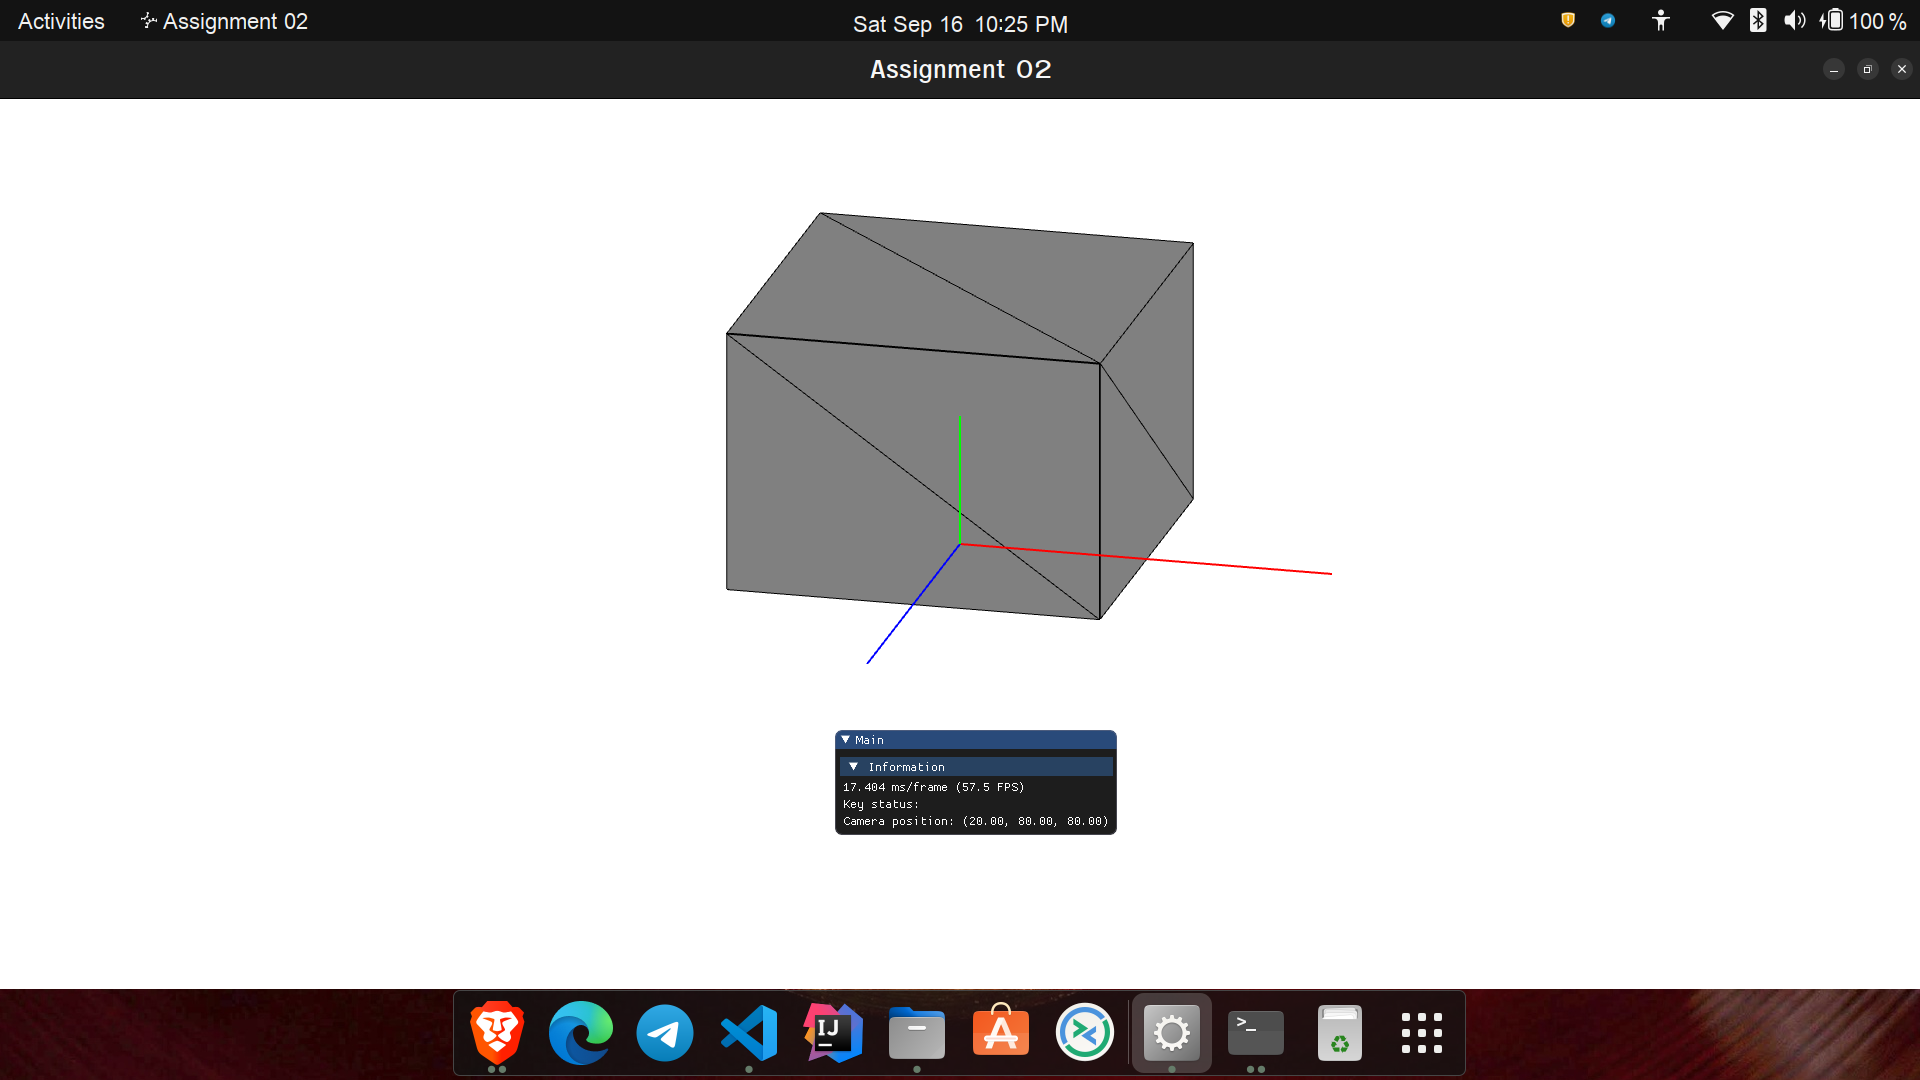 Activities
Assignment 02
Sat Sep 16 10:25 PM
100 %
Assignment 02
Main
Information
17.404 ms/frame (57.5 FPS)
Key status:
Camera position: (20.00, 80.00, 80.00)
IJ
>_